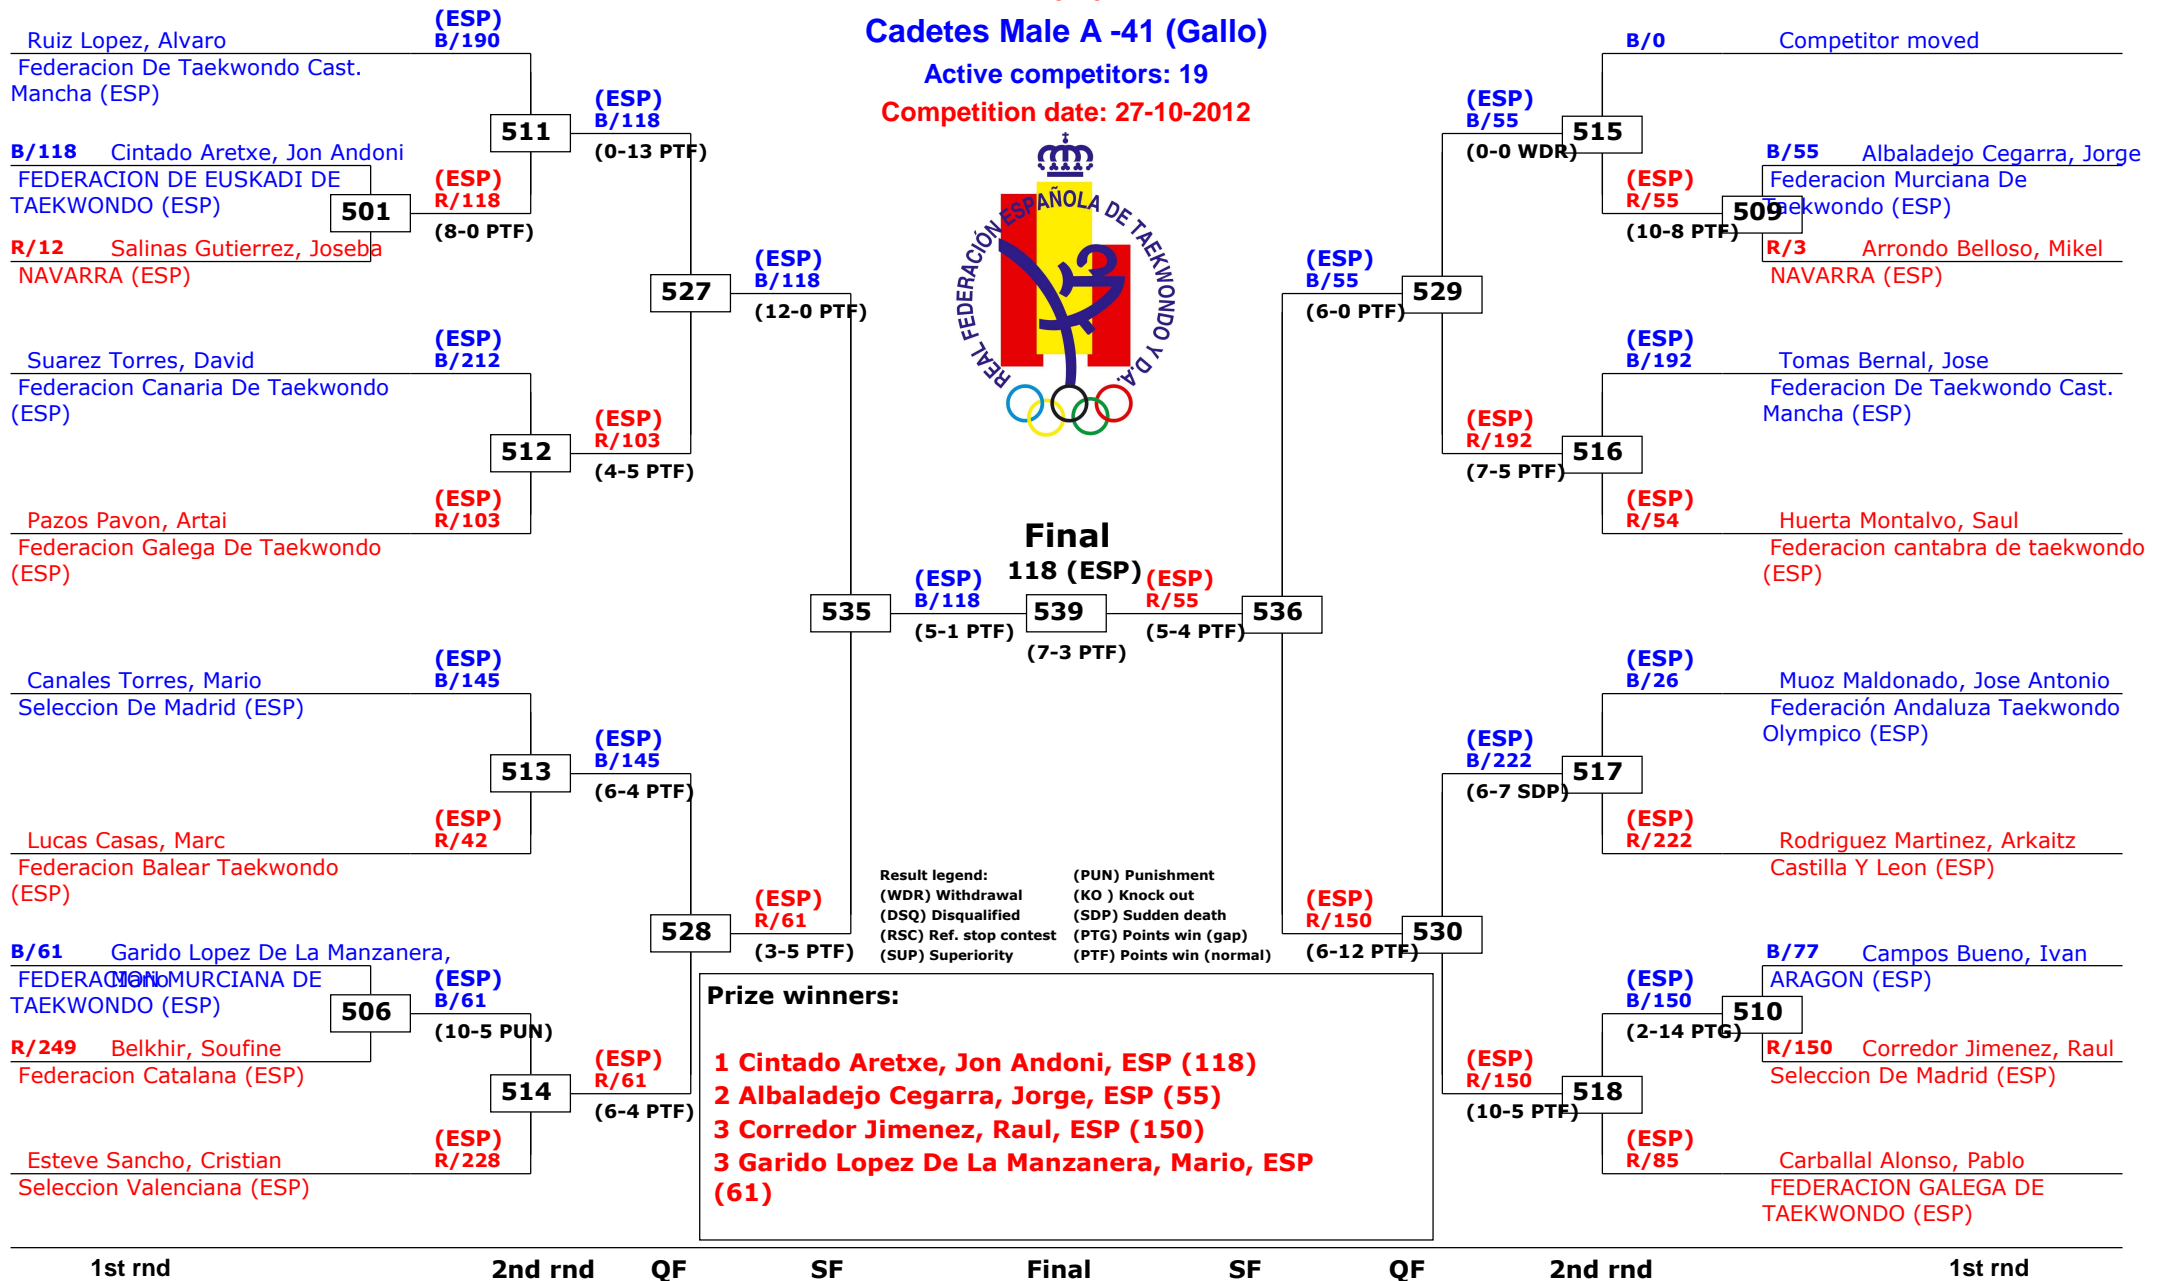 Cadetes Male A -41 (Gallo)
Active competitors: 19
Competition date: 27-10-2012
REAL FEDERACIÓN ESPAÑOLA DE TAEKWONDO Y D.A.
(ESP)
Ruiz Lopez, Alvaro B/190
Federacion De Taekwondo Cast.
Mancha (ESP)
511
(ESP)
B/118
(0-13 PTF)
B/118 Cintado Aretxe, Jon Andoni
FEDERACION DE EUSKADI DE
TAEKWONDO (ESP)
501
(ESP)
R/118
(8-0 PTF)
R/12 Salinas Gutierrez, Joseba
NAVARRA (ESP)
527
(ESP)
B/118
(12-0 PTF)
(ESP)
Suarez Torres, David B/212
Federacion Canaria De Taekwondo
(ESP)
512
(ESP)
R/103
(4-5 PTF)
(ESP)
Pazos Pavon, Artai R/103
Federacion Galega De Taekwondo
(ESP)
535
(ESP)
B/118
(5-1 PTF)
Final
118 (ESP)
539
(7-3 PTF)
(ESP)
R/55
(5-4 PTF)
536
(ESP)
Canales Torres, Mario B/145
Seleccion De Madrid (ESP)
513
(ESP)
B/145
(6-4 PTF)
(ESP)
Lucas Casas, Marc R/42
Federacion Balear Taekwondo
(ESP)
528
(ESP)
R/61
(3-5 PTF)
B/61 Garido Lopez De La Manzanera,
Mario
FEDERACION MURCIANA DE
TAEKWONDO (ESP)
506
(ESP)
B/61
(10-5 PUN)
R/249 Belkhir, Soufine
Federacion Catalana (ESP)
514
(ESP)
R/61
(6-4 PTF)
(ESP)
Esteve Sancho, Cristian R/228
Seleccion Valenciana (ESP)
B/0 Competitor moved
(ESP)
B/55
(0-0 WDR)
515
B/55 Albaladejo Cegarra, Jorge
Federacion Murciana De
Taekwondo (ESP)
(ESP)
R/55
(10-8 PTF)
509
R/3 Arrondo Belloso, Mikel
NAVARRA (ESP)
(ESP)
B/55
(6-0 PTF)
529
(ESP)
B/192 Tomas Bernal, Jose
Federacion De Taekwondo Cast.
Mancha (ESP)
(ESP)
R/192
(7-5 PTF)
516
(ESP)
R/54 Huerta Montalvo, Saul
Federacion cantabra de taekwondo
(ESP)
(ESP)
B/26 Muoz Maldonado, Jose Antonio
Federación Andaluza Taekwondo
Olympico (ESP)
(ESP)
B/222
(6-7 SDP)
517
(ESP)
R/222 Rodriguez Martinez, Arkaitz
Castilla Y Leon (ESP)
(ESP)
R/150
(6-12 PTF)
530
B/77 Campos Bueno, Ivan
ARAGON (ESP)
(ESP)
B/150
(2-14 PTG)
510
R/150 Corredor Jimenez, Raul
Seleccion De Madrid (ESP)
(ESP)
R/150
(10-5 PTF)
518
(ESP)
R/85 Carballal Alonso, Pablo
FEDERACION GALEGA DE
TAEKWONDO (ESP)
Result legend: (PUN) Punishment
(WDR) Withdrawal (KO ) Knock out
(DSQ) Disqualified (SDP) Sudden death
(RSC) Ref. stop contest (PTG) Points win (gap)
(SUP) Superiority (PTF) Points win (normal)
Prize winners:
1 Cintado Aretxe, Jon Andoni, ESP (118)
2 Albaladejo Cegarra, Jorge, ESP (55)
3 Corredor Jimenez, Raul, ESP (150)
3 Garido Lopez De La Manzanera, Mario, ESP
(61)
1st rnd 2nd rnd QF SF Final SF QF 2nd rnd 1st rnd